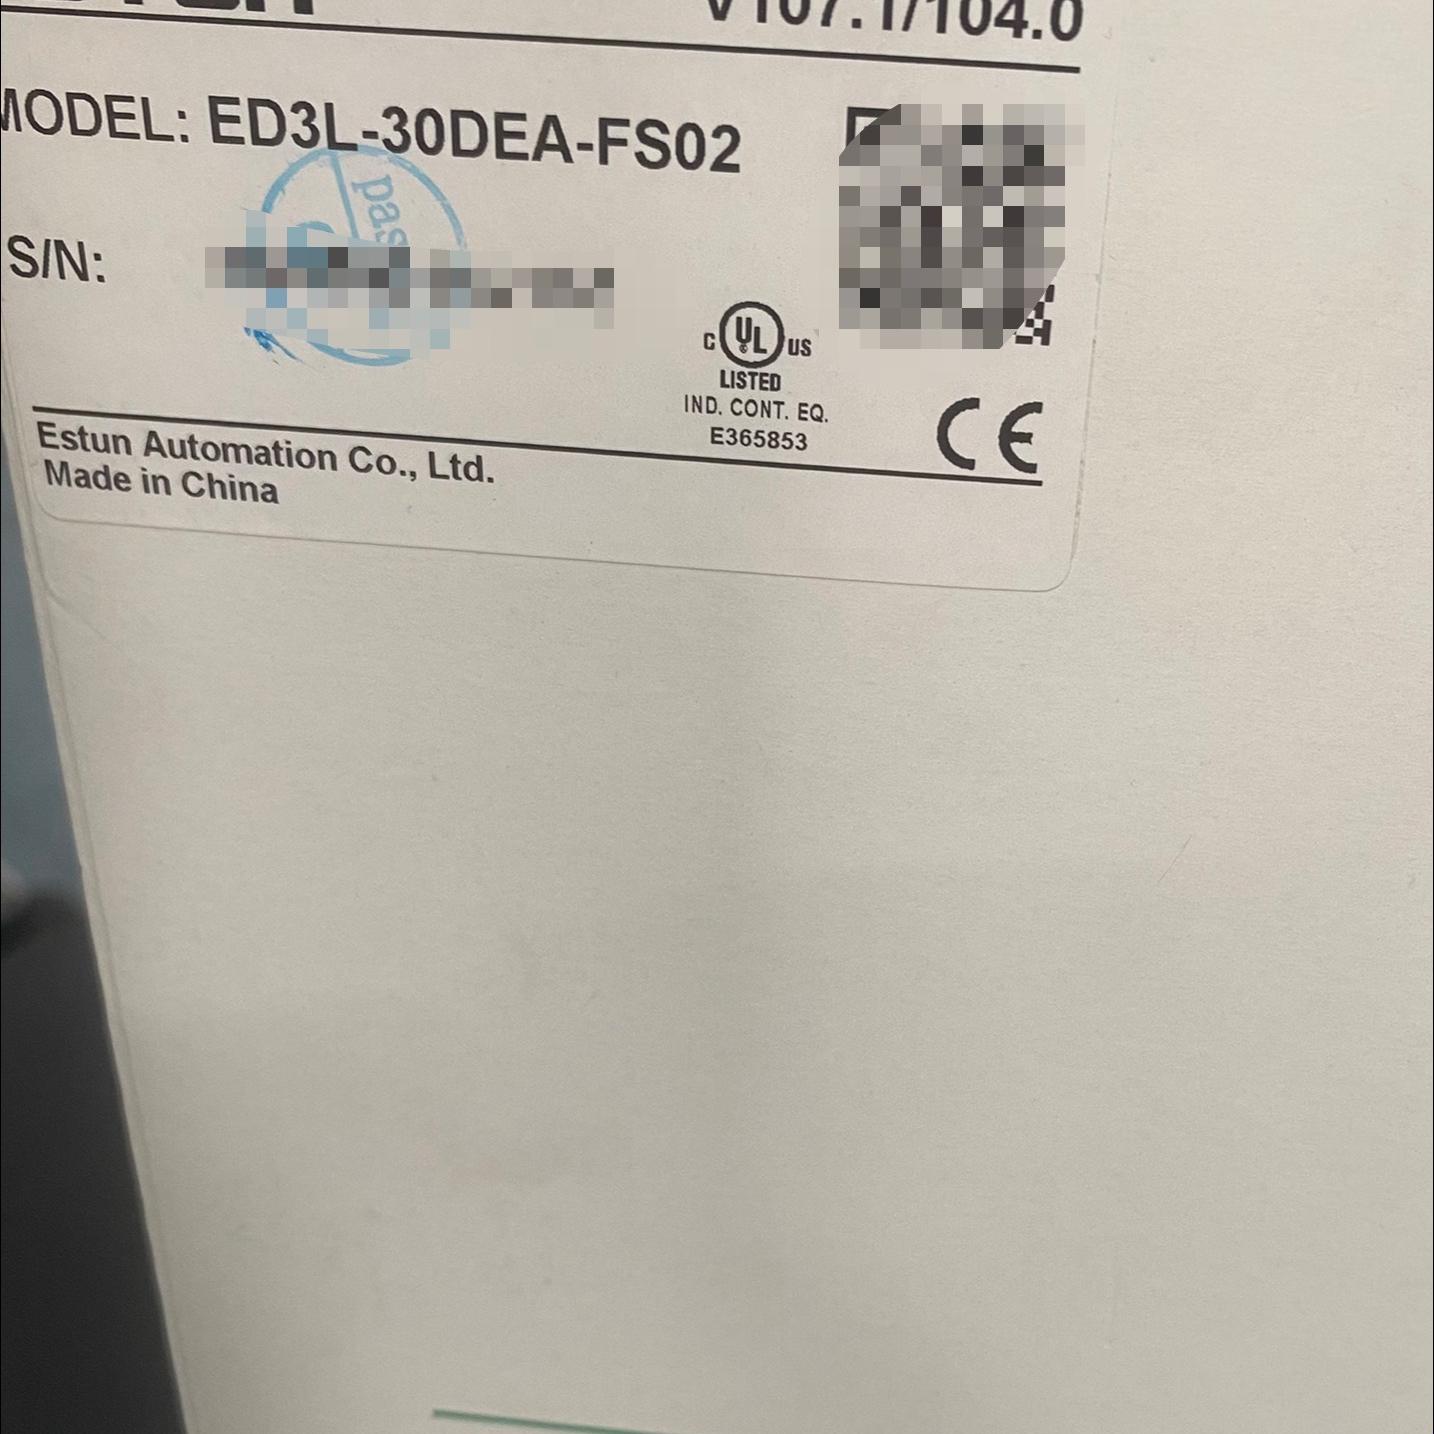 V107.1/104.0
MODEL: ED3L-30DEA-FS02
pas
S/N:
C UL US
LISTED
IND. CONT. EQ.
E365853
CE
Estun Automation Co., Ltd.
Made in China